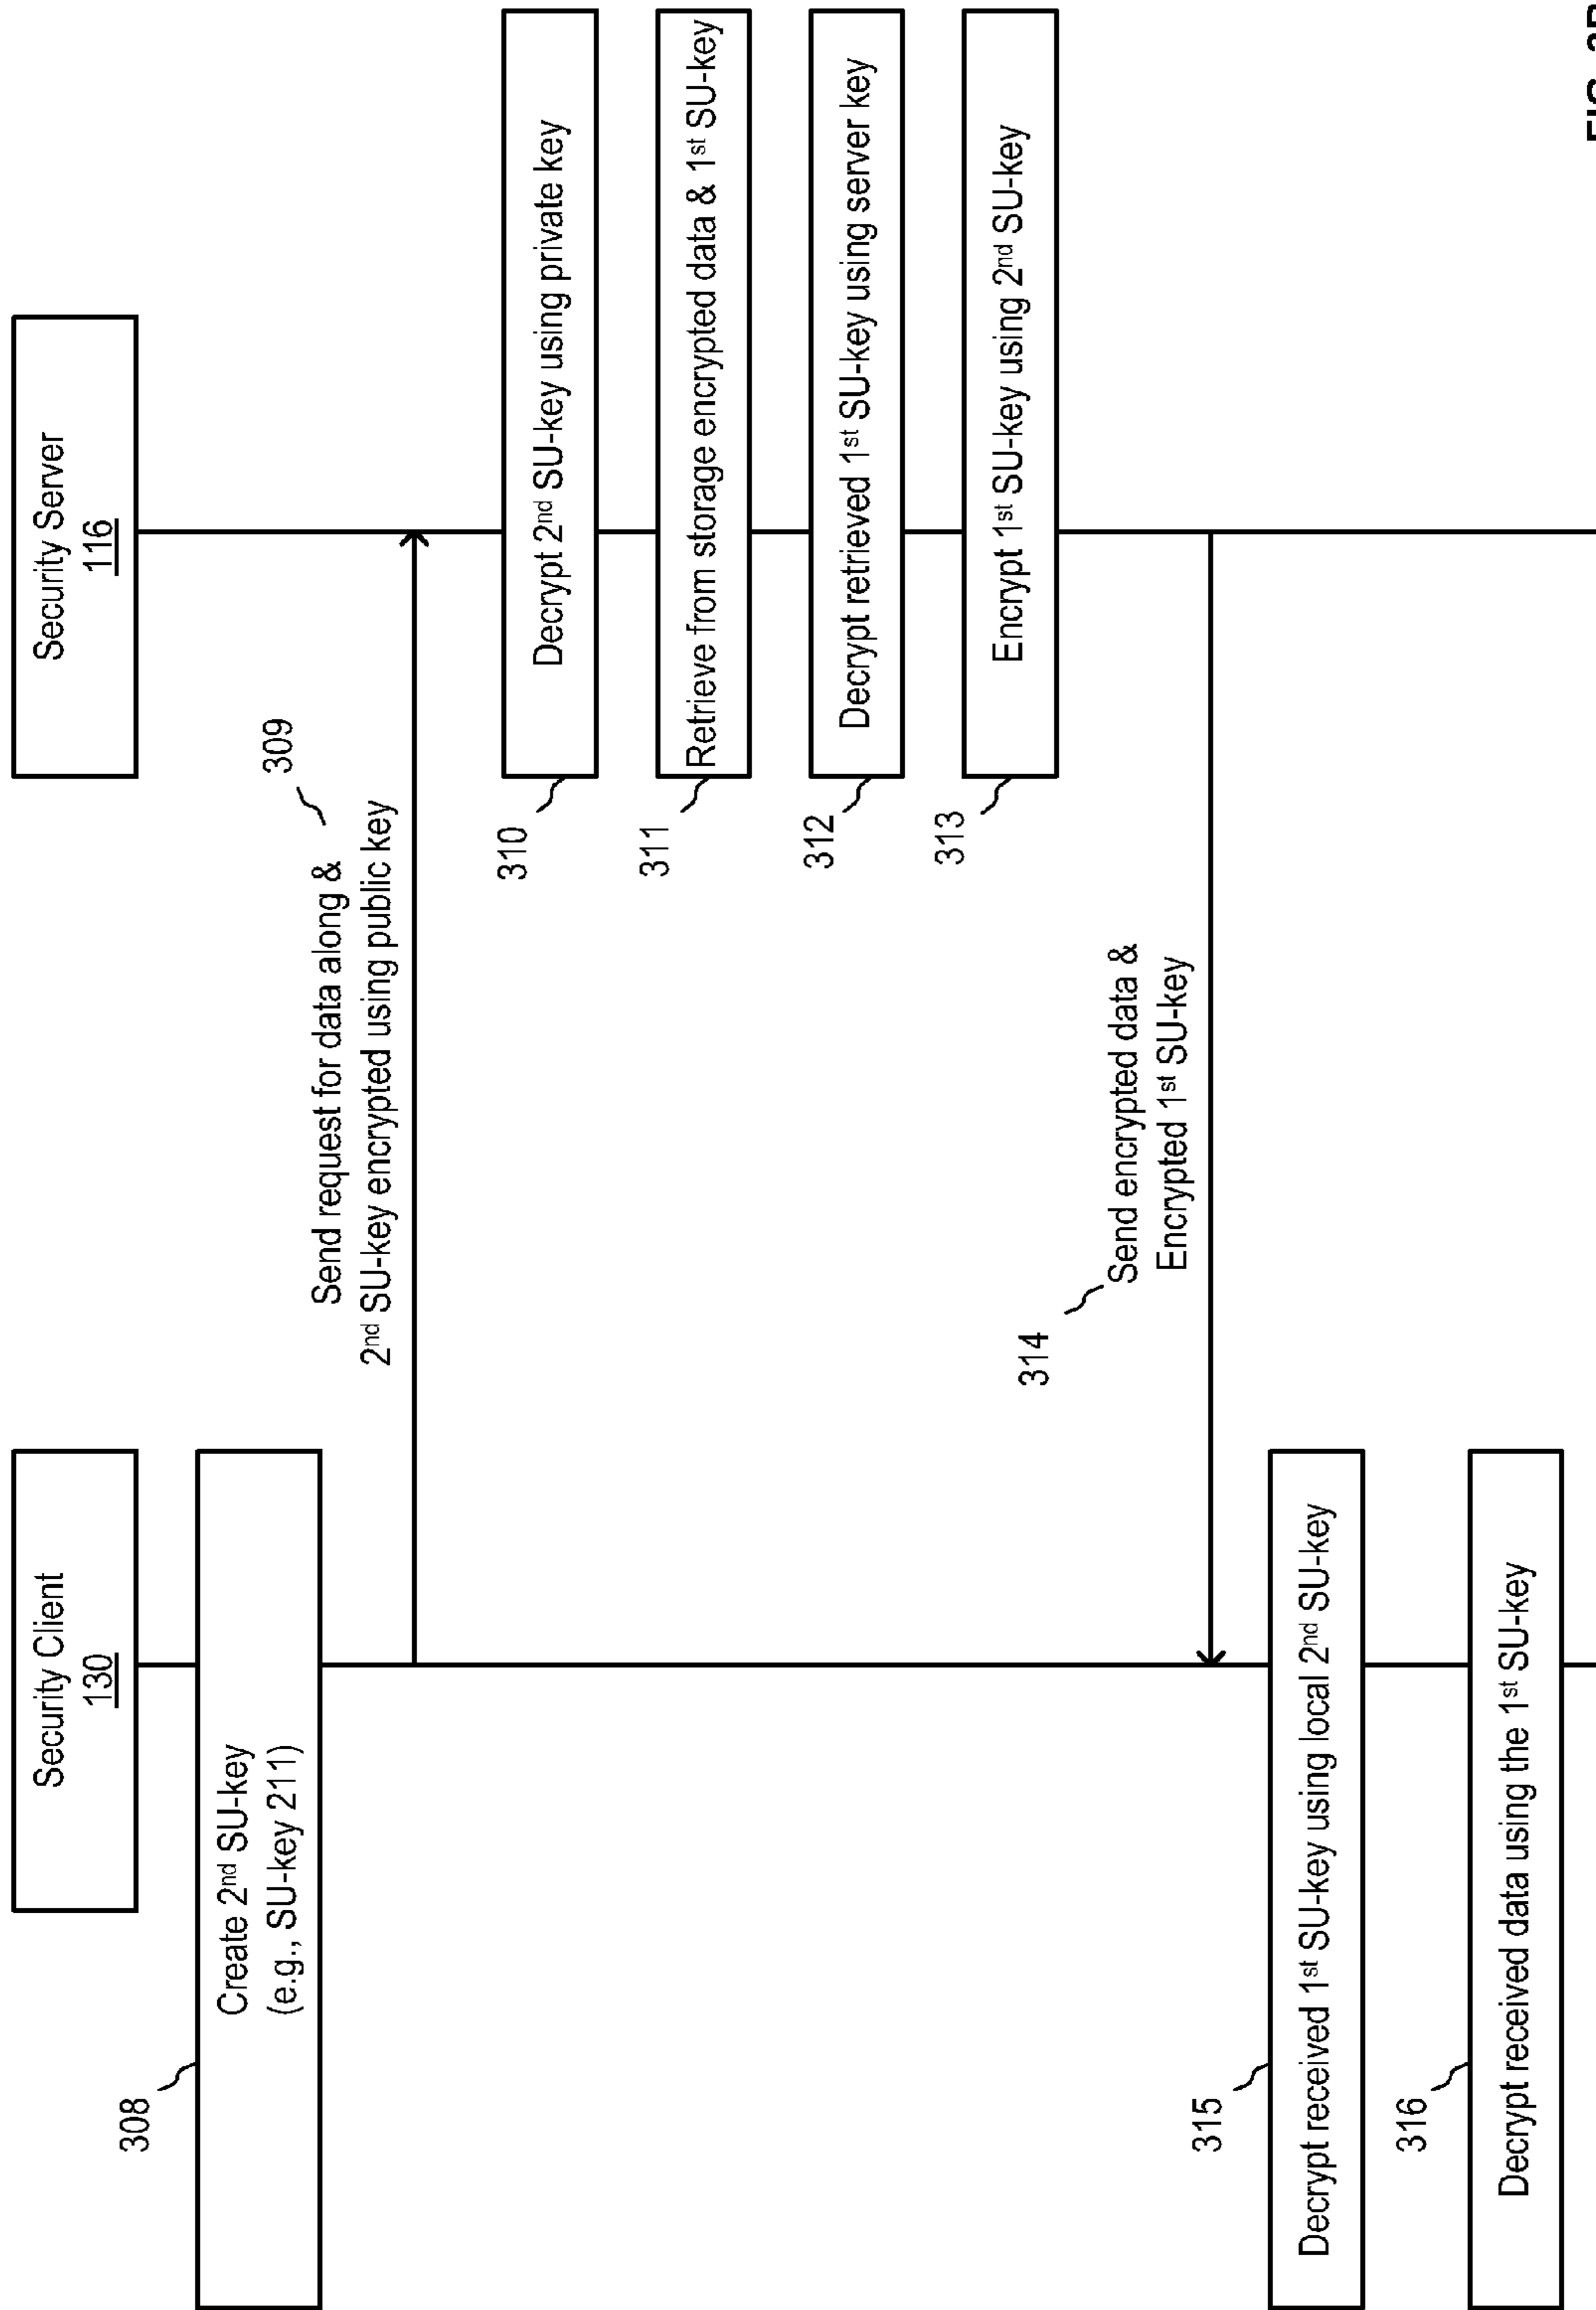 Security Client
130
Security Server
116
308
Create 2nd SU-key
(e.g., SU-key 211)
309
Send request for data along &
2nd SU-key encrypted using public key
310
Decrypt 2nd SU-key using private key
311
Retrieve from storage encrypted data & 1st SU-key
312
Decrypt retrieved 1st SU-key using server key
313
Encrypt 1st SU-key using 2nd SU-key
314
Send encrypted data &
Encrypted 1st SU-key
315
Decrypt received 1st SU-key using local 2nd SU-key
316
Decrypt received data using the 1st SU-key